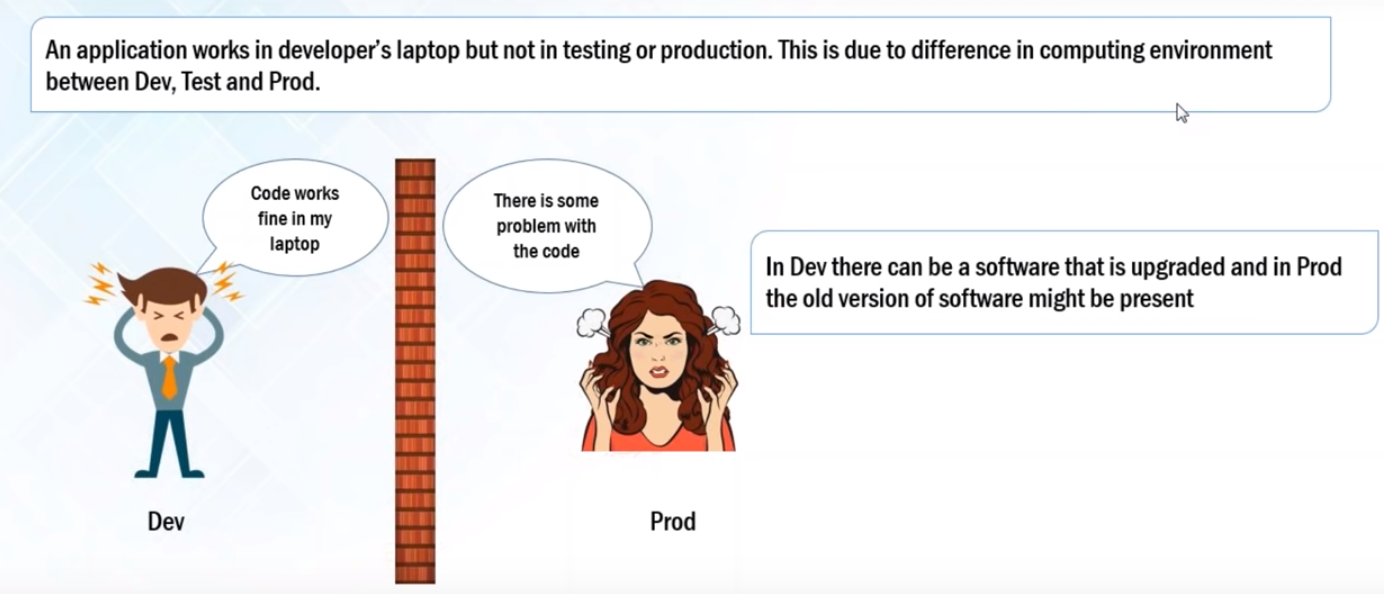 An application works in developer's laptop but not in testing or production. This is due to difference in computing environment
between Dev, Test and Prod.
Code works
fine in my
laptop
There is some
problem with
the code
In Dev there can be a software that is upgraded and in Prod
the old version of software might be present
Dev
Prod